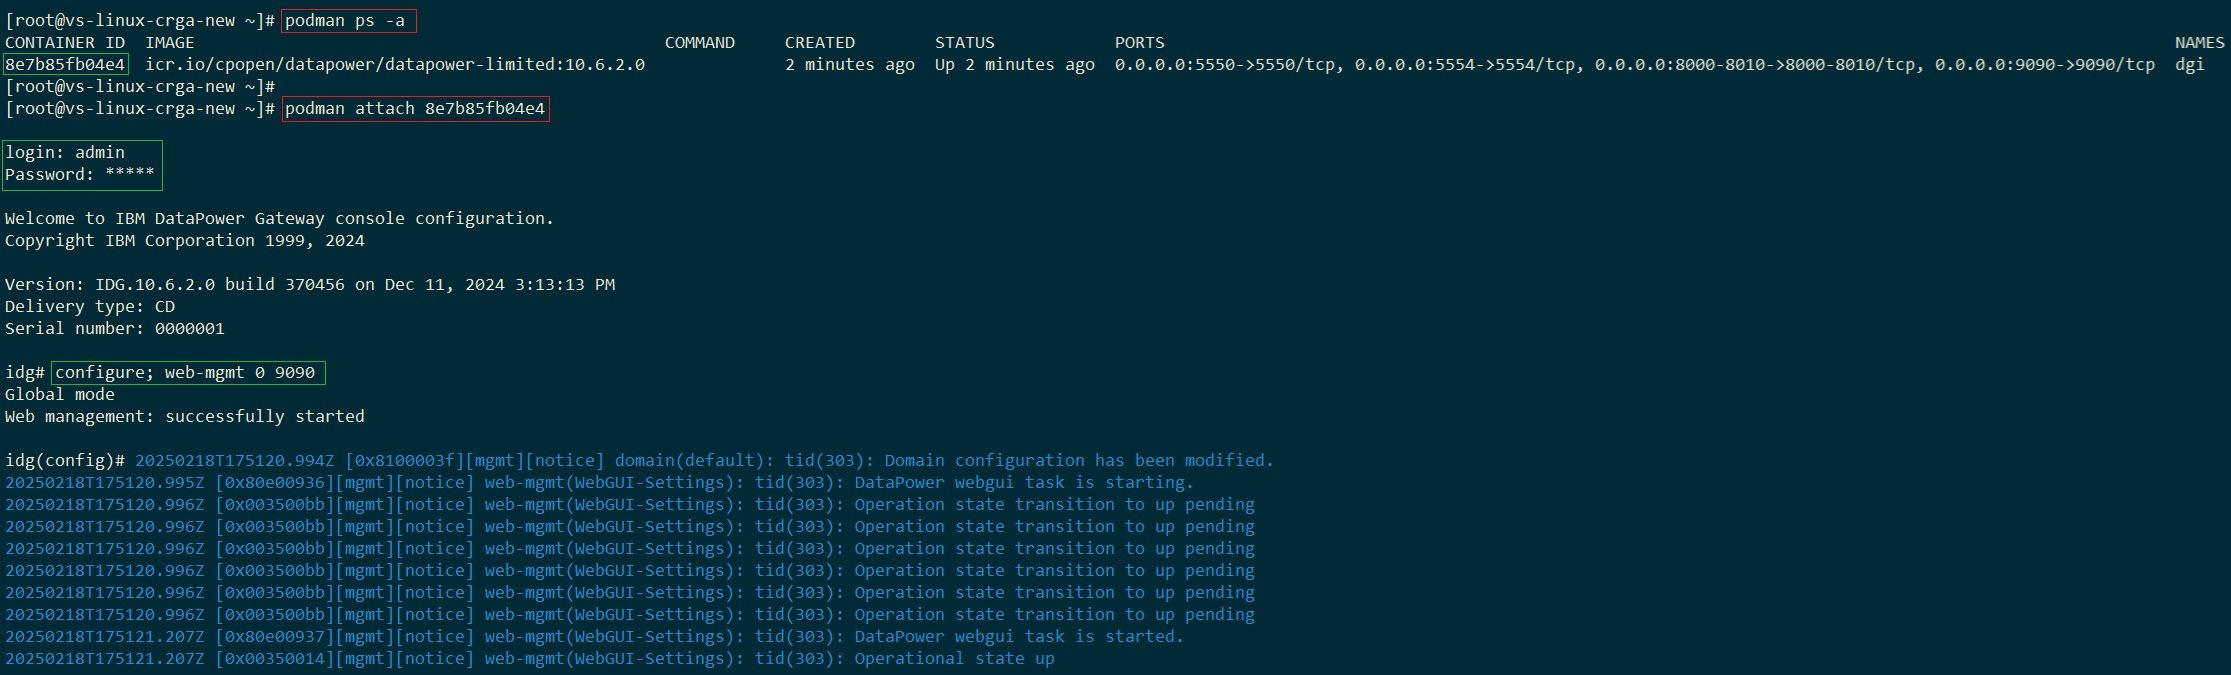 [root@vs-linux-crga-new ~]# podman ps -a
CONTAINER ID  IMAGE                                               COMMAND     CREATED        STATUS            PORTS                                                                                                     NAMES
8e7b85fb04e4  icr.io/cpopen/datapower/datapower-limited:10.6.2.0              2 minutes ago  Up 2 minutes ago  0.0.0.0:5550->5550/tcp, 0.0.0.0:5554->5554/tcp, 0.0.0.0:8000-8010->8000-8010/tcp, 0.0.0.0:9090->9090/tcp  dgi
[root@vs-linux-crga-new ~]#
[root@vs-linux-crga-new ~]# podman attach 8e7b85fb04e4
login: admin
Password: *****
Welcome to IBM DataPower Gateway console configuration.
Copyright IBM Corporation 1999, 2024
Version: IDG.10.6.2.0 build 370456 on Dec 11, 2024 3:13:13 PM
Delivery type: CD
Serial number: 0000001
idg# configure; web-mgmt 0 9090
Global mode
Web management: successfully started
idg(config)# 20250218T175120.994Z [0x8100003f][mgmt][notice] domain(default): tid(303): Domain configuration has been modified.
20250218T175120.995Z [0x80e00936][mgmt][notice] web-mgmt(WebGUI-Settings): tid(303): DataPower webgui task is starting.
20250218T175120.996Z [0x003500bb][mgmt][notice] web-mgmt(WebGUI-Settings): tid(303): Operation state transition to up pending
20250218T175120.996Z [0x003500bb][mgmt][notice] web-mgmt(WebGUI-Settings): tid(303): Operation state transition to up pending
20250218T175120.996Z [0x003500bb][mgmt][notice] web-mgmt(WebGUI-Settings): tid(303): Operation state transition to up pending
20250218T175120.996Z [0x003500bb][mgmt][notice] web-mgmt(WebGUI-Settings): tid(303): Operation state transition to up pending
20250218T175120.996Z [0x003500bb][mgmt][notice] web-mgmt(WebGUI-Settings): tid(303): Operation state transition to up pending
20250218T175120.996Z [0x003500bb][mgmt][notice] web-mgmt(WebGUI-Settings): tid(303): Operation state transition to up pending
20250218T175121.207Z [0x80e00937][mgmt][notice] web-mgmt(WebGUI-Settings): tid(303): DataPower webgui task is started.
20250218T175121.207Z [0x00350014][mgmt][notice] web-mgmt(WebGUI-Settings): tid(303): Operational state up